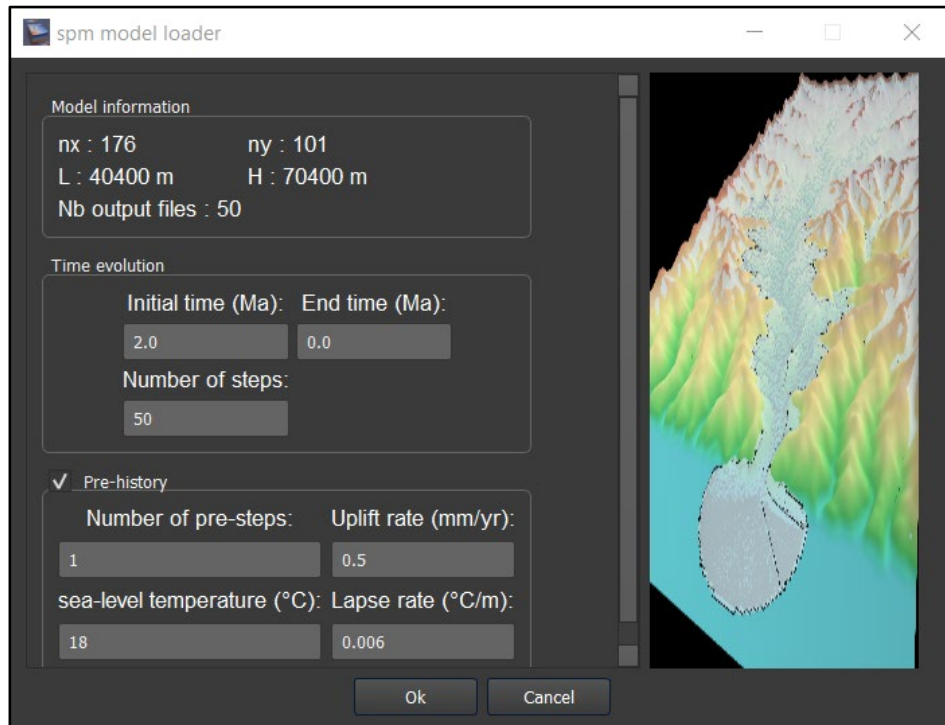 spm model loader
Model information
nx : 176 ny : 101
L : 40400 m H : 70400 m
Nb output files : 50
Time evolution
Initial time (Ma): End time (Ma):
2.0 0.0
Number of steps:
50
Pre-history
Number of pre-steps: Uplift rate (mm/yr):
1 0.5
sea-level temperature (°C): Lapse rate (°C/m):
18 0.006
Ok Cancel